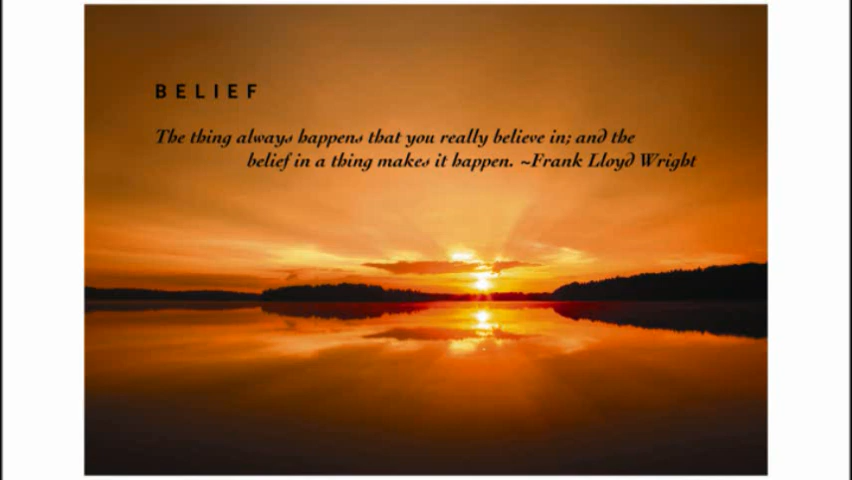 BELIEF
The thing always happens that you really believe in; and the
belief in a thing makes it happen. ~Frank Lloyd Wright